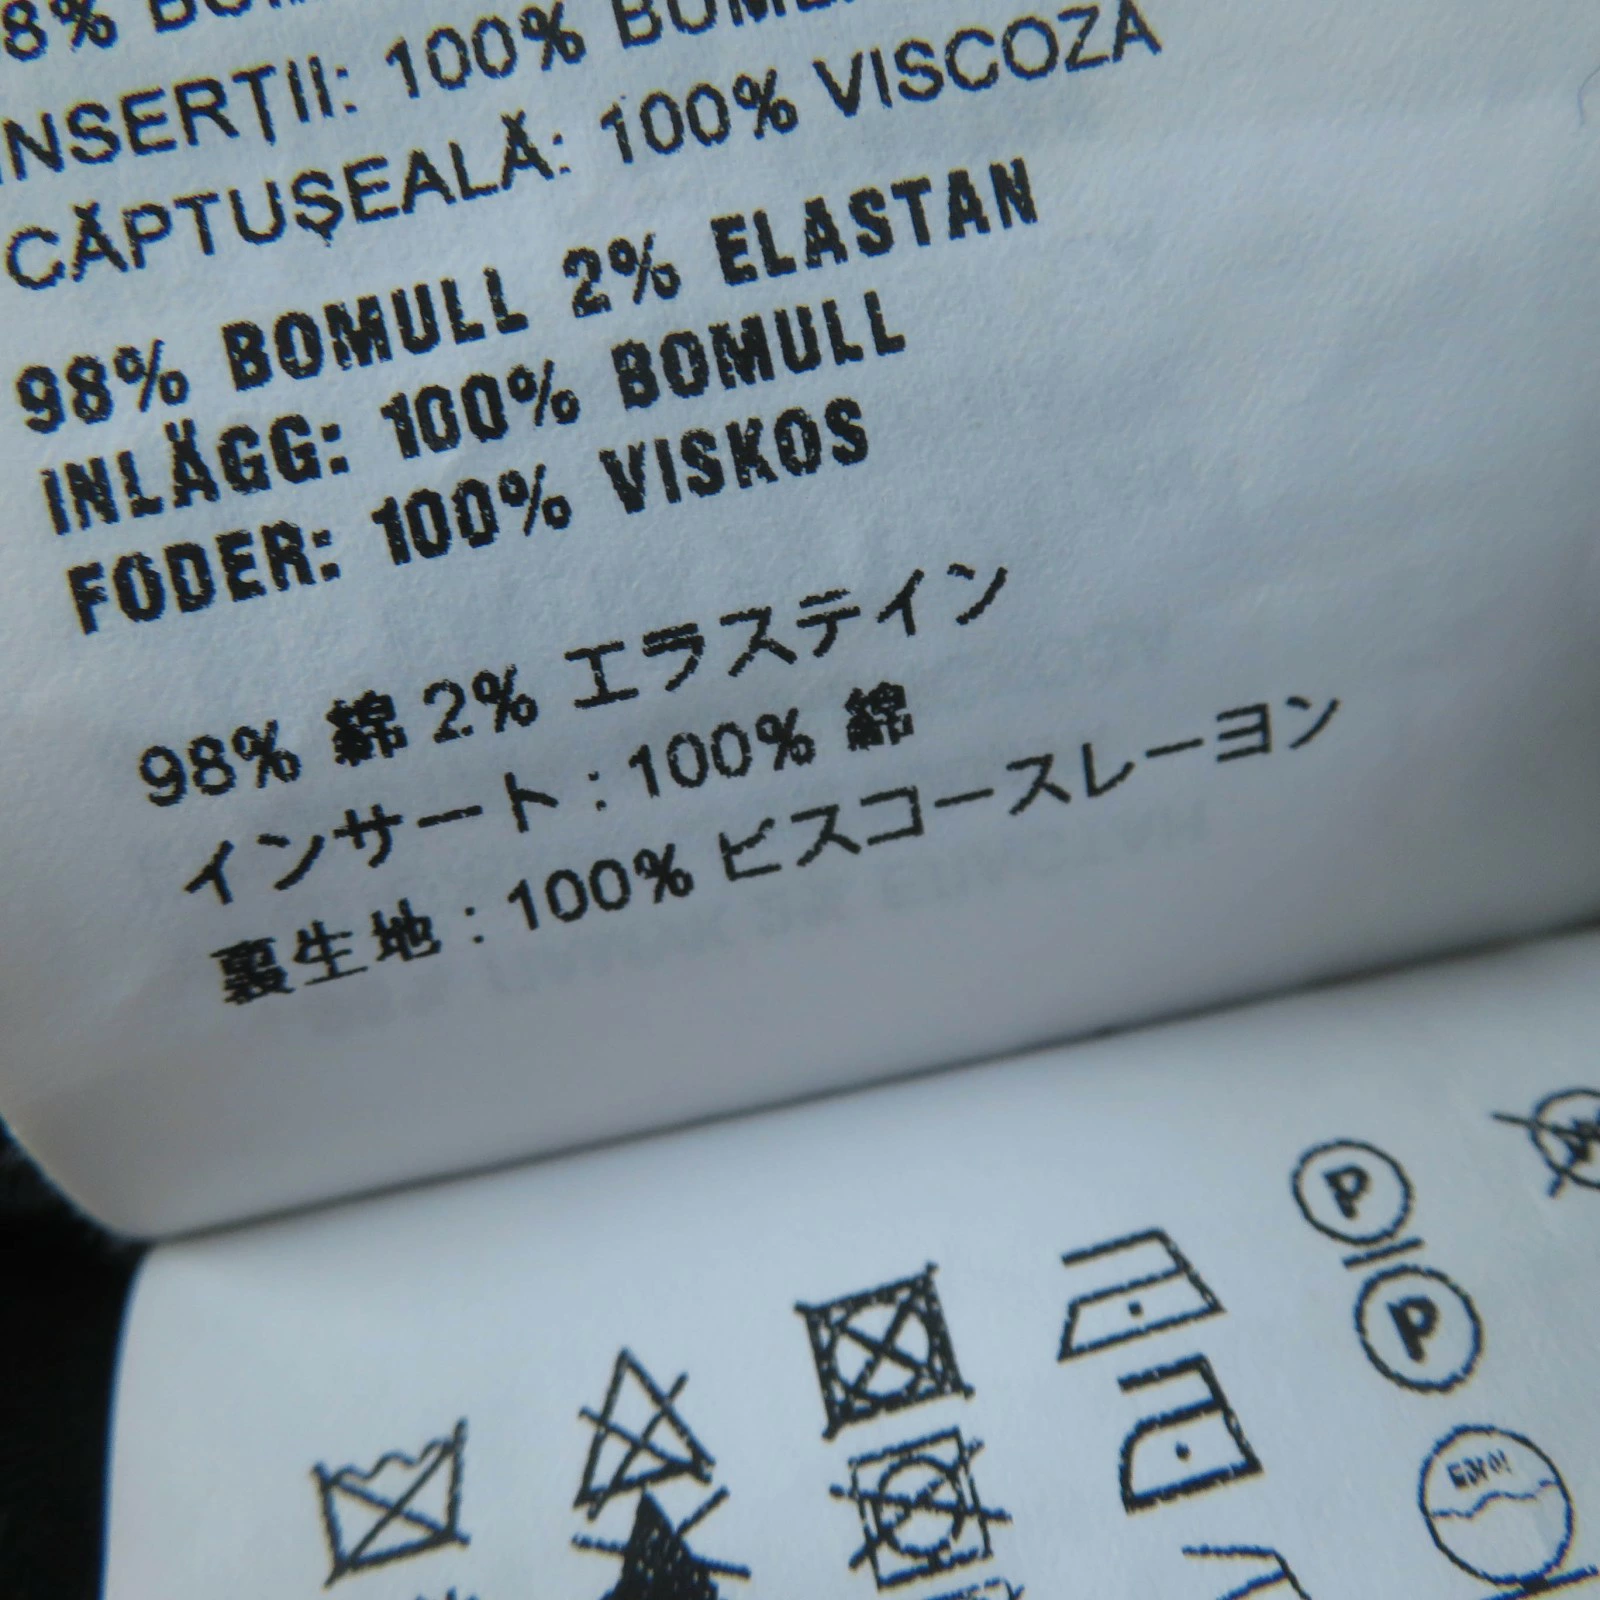 INSERȚII: 100%
CĂPTUȘEALĂ: 100% VISCOZĂ
98% BOMULL 2% ELASTAN
INLÄGG: 100% BOMULL
FODER: 100% VISKOS
98% 綿 2% エラステイン
インサート : 100% 綿
裏生地 : 100% ビスコースレーヨン
P
P